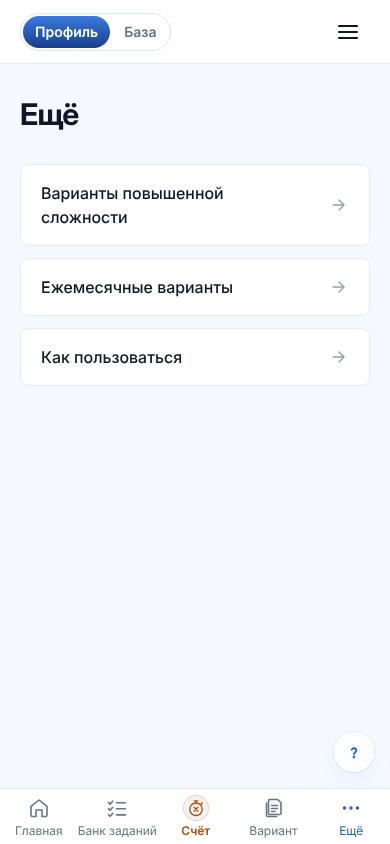 Профиль База
Ещё
Варианты повышенной
сложности
Ежемесячные варианты
Как пользоваться
?
Главная Банк заданий Счёт Вариант Ещё